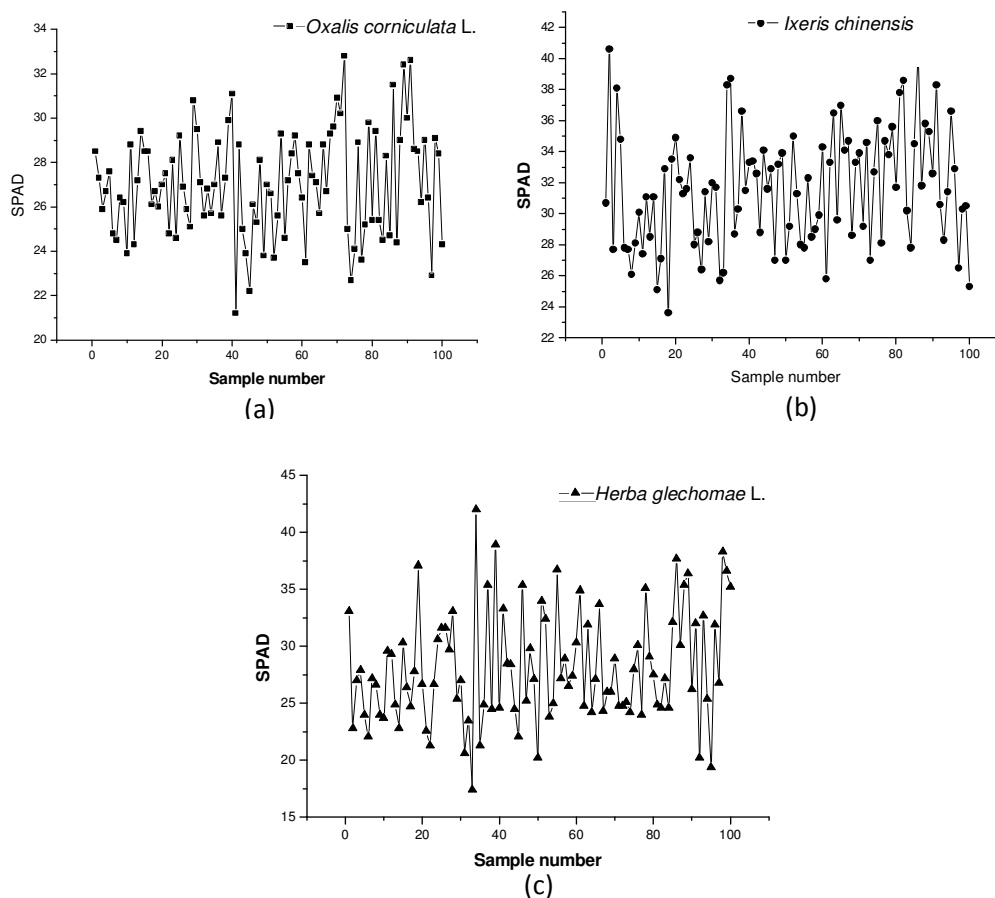 Oxalis corniculata L.
SPAD
34
32
30
28
26
24
22
20
0 20 40 60 80 100
Sample number
(a)
Ixeris chinensis
SPAD
42
40
38
36
34
32
30
28
26
24
22
0 20 40 60 80 100
Sample number
(b)
Herba glechomae L.
SPAD
45
40
35
30
25
20
15
0 20 40 60 80 100
Sample number
(c)